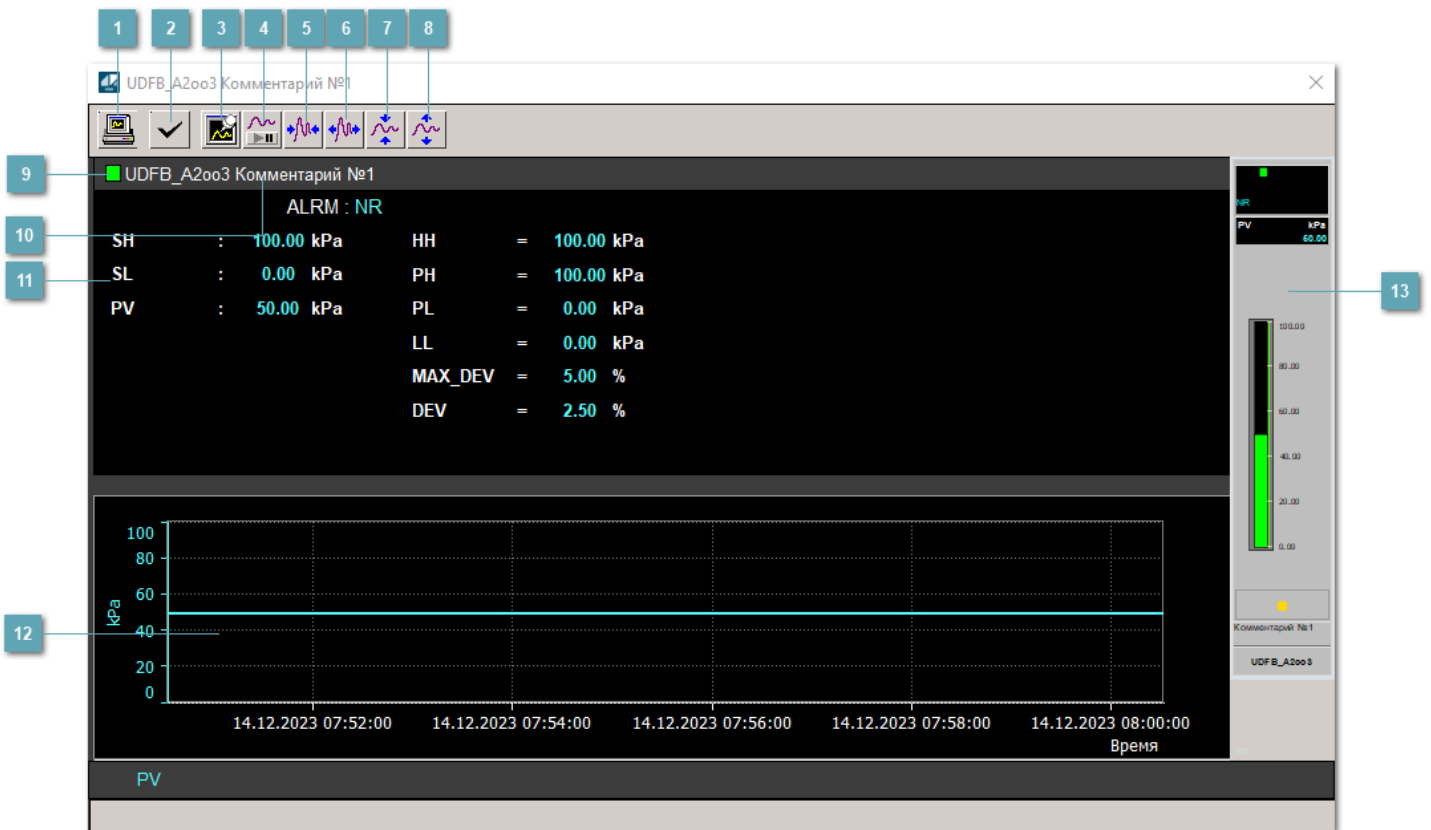 1 2 3 4 5 6 7 8
UDFB_A2oo3 Комментарий №1
9
UDFB_A2oo3 Комментарий №1
ALRM : NR
10
SH : 100.00 kPa HH = 100.00 kPa
11
SL : 0.00 kPa PH = 100.00 kPa
PV : 50.00 kPa PL = 0.00 kPa
LL = 0.00 kPa
MAX_DEV = 5.00 %
DEV = 2.50 %
NR
PV kPa
50.00
13
100.00
80.00
60.00
40.00
20.00
0.00
Комментарий №1
UDFB_A2oo3
12
kPa
100
80
60
40
20
0
14.12.2023 07:52:00 14.12.2023 07:54:00 14.12.2023 07:56:00 14.12.2023 07:58:00 14.12.2023 08:00:00
Время
PV